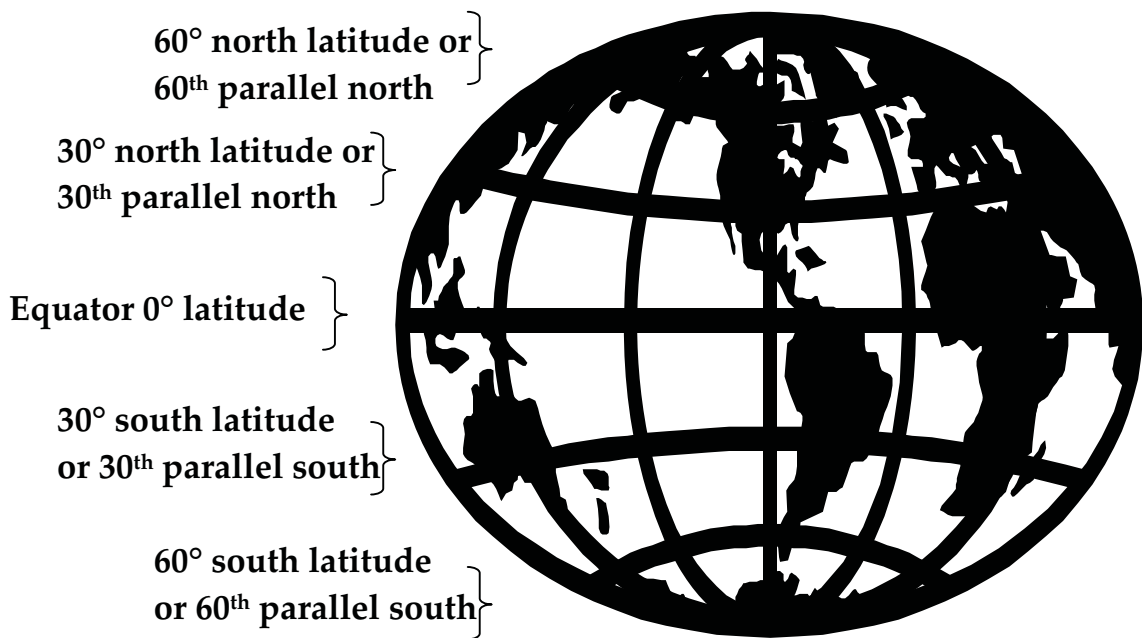 60° north latitude or
60th parallel north
30° north latitude or
30th parallel north
Equator 0° latitude
30° south latitude
or 30th parallel south
60° south latitude
or 60th parallel south